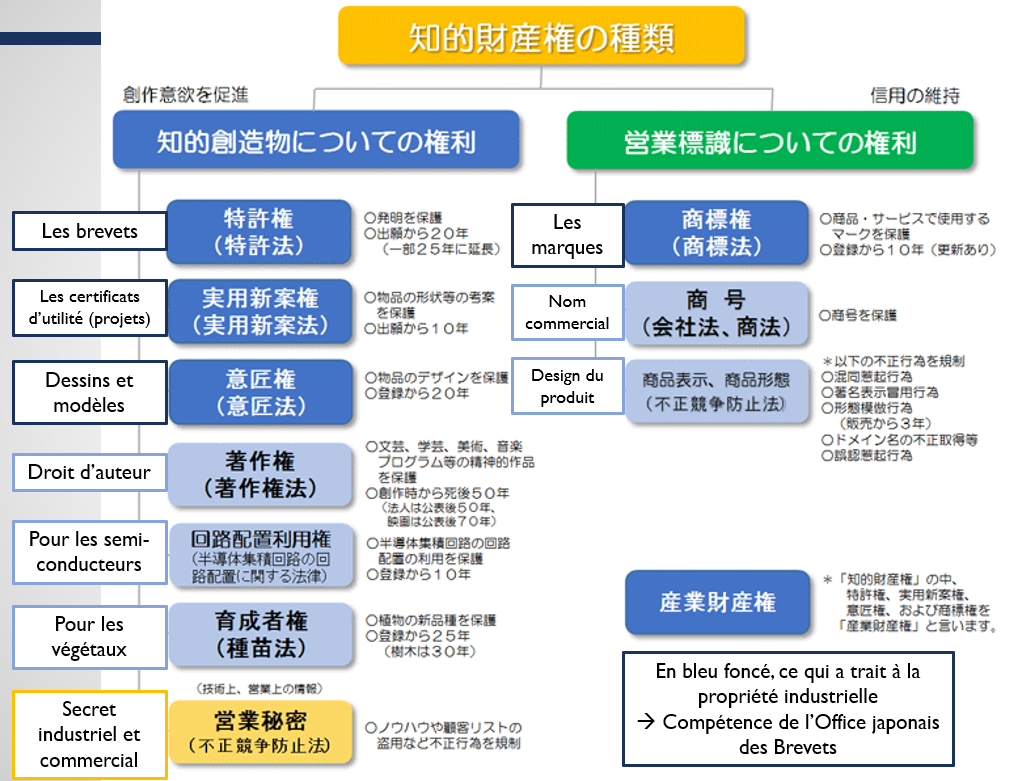 知的財産権の種類
創作意欲を促進
信用の維持
知的創造物についての権利
営業標識についての権利
Les brevets
特許権
(特許法)
○発明を保護
○出願から20年
(一部25年に延長)
Les certificats
d’utilité (projets)
実用新案権
(実用新案法)
○物品の形状等の考案
を保護
○出願から10年
Dessins et
modèles
意匠権
(意匠法)
○物品のデザインを保護
○登録から20年
Droit d’auteur
著作権
(著作権法)
○文芸、学芸、美術、音楽
プログラム等の精神的作品
を保護
○創作時から死後50年
(法人は公表後50年、
映画は公表後70年)
Pour les semi-
conducteurs
回路配置利用権
(半導体集積回路の回
路配置に関する法律)
○半導体集積回路の回路
配置の利用を保護
○登録から10年
Pour les
végétaux
育成者権
(種苗法)
○植物の新品種を保護
○登録から25年
(樹木は30年)
Secret
industriel et
commercial
(技術上、営業上の情報)
営業秘密
(不正競争防止法)
○ノウハウや顧客リストの
盗用など不正行為を規制
Les
marques
商標権
(商標法)
○商品・サービスで使用する
マークを保護
○登録から10年(更新あり)
Nom
commercial
商 号
(会社法、商法)
○商号を保護
Design du
produit
商品表示、商品形態
(不正競争防止法)
*以下の不正行為を規制
○混同惹起行為
○著名表示冒用行為
○形態模倣行為
(販売から3年)
○ドメイン名の不正取得等
○誤認惹起行為
産業財産権
*「知的財産権」の中、
特許権、実用新案権、
意匠権、および商標権を
「産業財産権」と言います。
En bleu foncé, ce qui a trait à la
propriété industrielle
→ Compétence de l’Office japonais
des Brevets